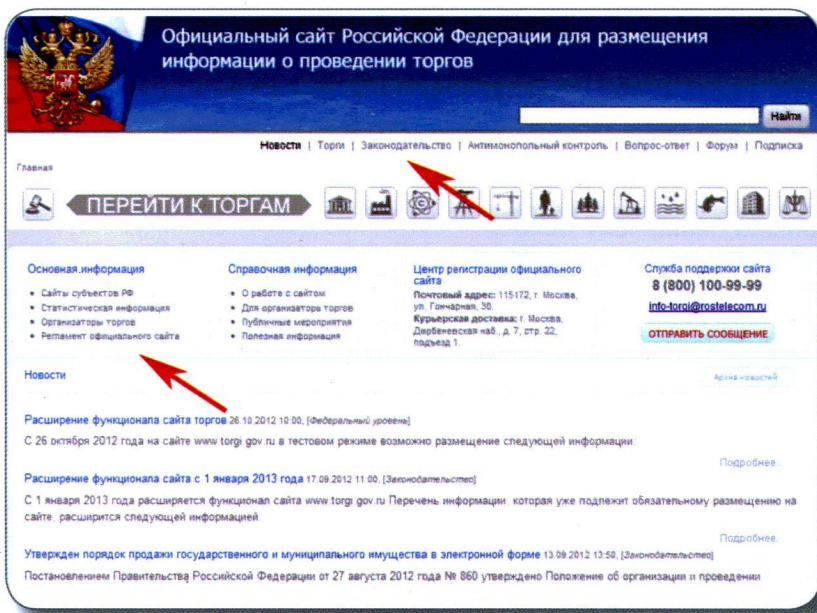 Официальный сайт Российской Федерации для размещения
информации о проведении торгов
Найти
Новости | Торги | Законодательство | Антимонопольный контроль | Вопрос-ответ | Форум | Подписка
Главная
ПЕРЕЙТИ К ТОРГАМ
Основная информация
• Сайты субъектов РФ
• Статистическая информация
• Организаторы торгов
• Регламент официального сайта
Справочная информация
• О работе с сайтом
• Для организатора торгов
• Публичные мероприятия
• Полезная информация
Центр регистрации официального
сайта
Почтовый адрес: 115172, г. Москва,
ул. Гончарная, 30.
Курьерская доставка: г. Москва,
Дербеневская наб., д. 7, стр. 22,
подъезд 1.
Служба поддержки сайта
8 (800) 100-99-99
info-torgi@rostelecom.ru
ОТПРАВИТЬ СООБЩЕНИЕ
Новости
Архив новостей
Расширение функционала сайта торгов 26.10.2012 10:00, [Федеральный уровень]
С 26 октября 2012 года на сайте www.torgi.gov.ru в тестовом режиме возможно размещение следующей информации:
Подробнее...
Расширение функционала сайта с 1 января 2013 года 17.09.2012 11:00, [Законодательство]
С 1 января 2013 года расширяется функционал сайта www.torgi.gov.ru Перечень информации, которая уже подлежит обязательному размещению на
сайте, расширится следующей информацией:
Подробнее...
Утвержден порядок продажи государственного и муниципального имущества в электронной форме 13.09.2012 13:50, [Законодательство]
Постановлением Правительства Российской Федерации от 27 августа 2012 года № 860 утверждено Положение об организации и проведении